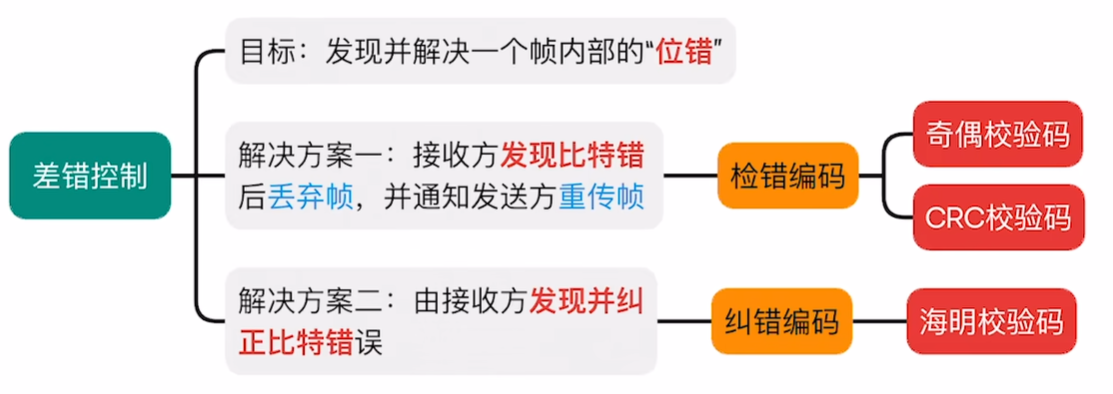 目标：发现并解决一个帧内部的“位错”
差错控制
解决方案一：接收方发现比特错
后丢弃帧，并通知发送方重传帧
检错编码
奇偶校验码
CRC校验码
解决方案二：由接收方发现并纠
正比特错误
纠错编码
海明校验码